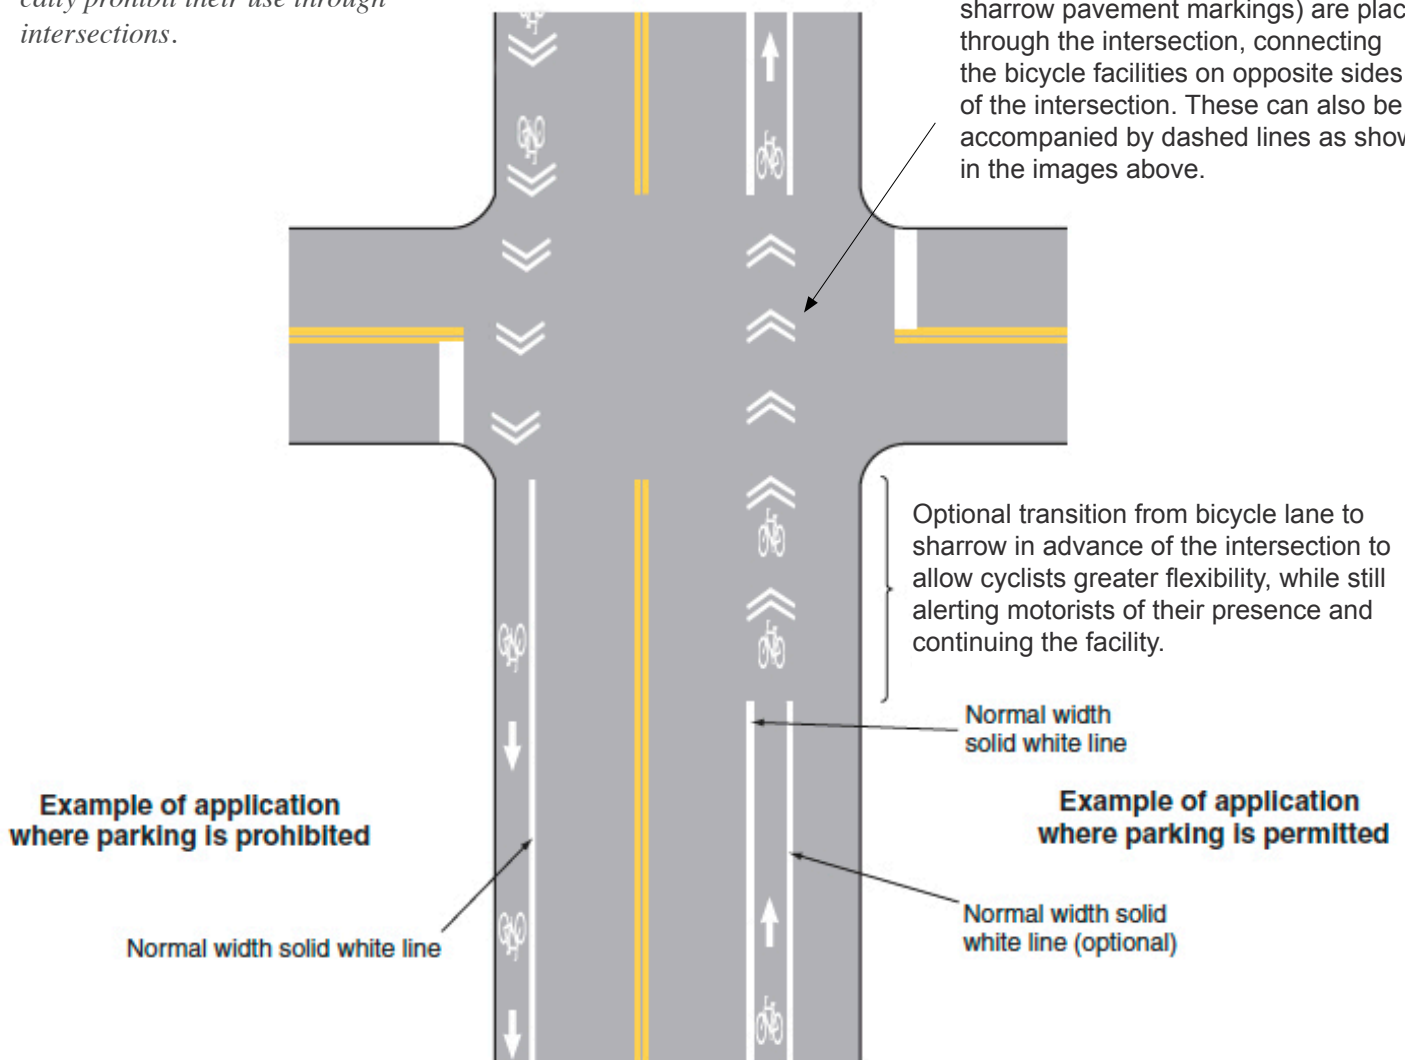 cally prohibit their use through
intersections.
sharrow pavement markings) are plac
through the intersection, connecting
the bicycle facilities on opposite sides
of the intersection. These can also be
accompanied by dashed lines as show
in the images above.
Optional transition from bicycle lane to
sharrow in advance of the intersection to
allow cyclists greater flexibility, while still
alerting motorists of their presence and
continuing the facility.
Normal width
solid white line
Example of application
where parking is prohibited
Example of application
where parking is permitted
Normal width solid white line
Normal width solid
white line (optional)